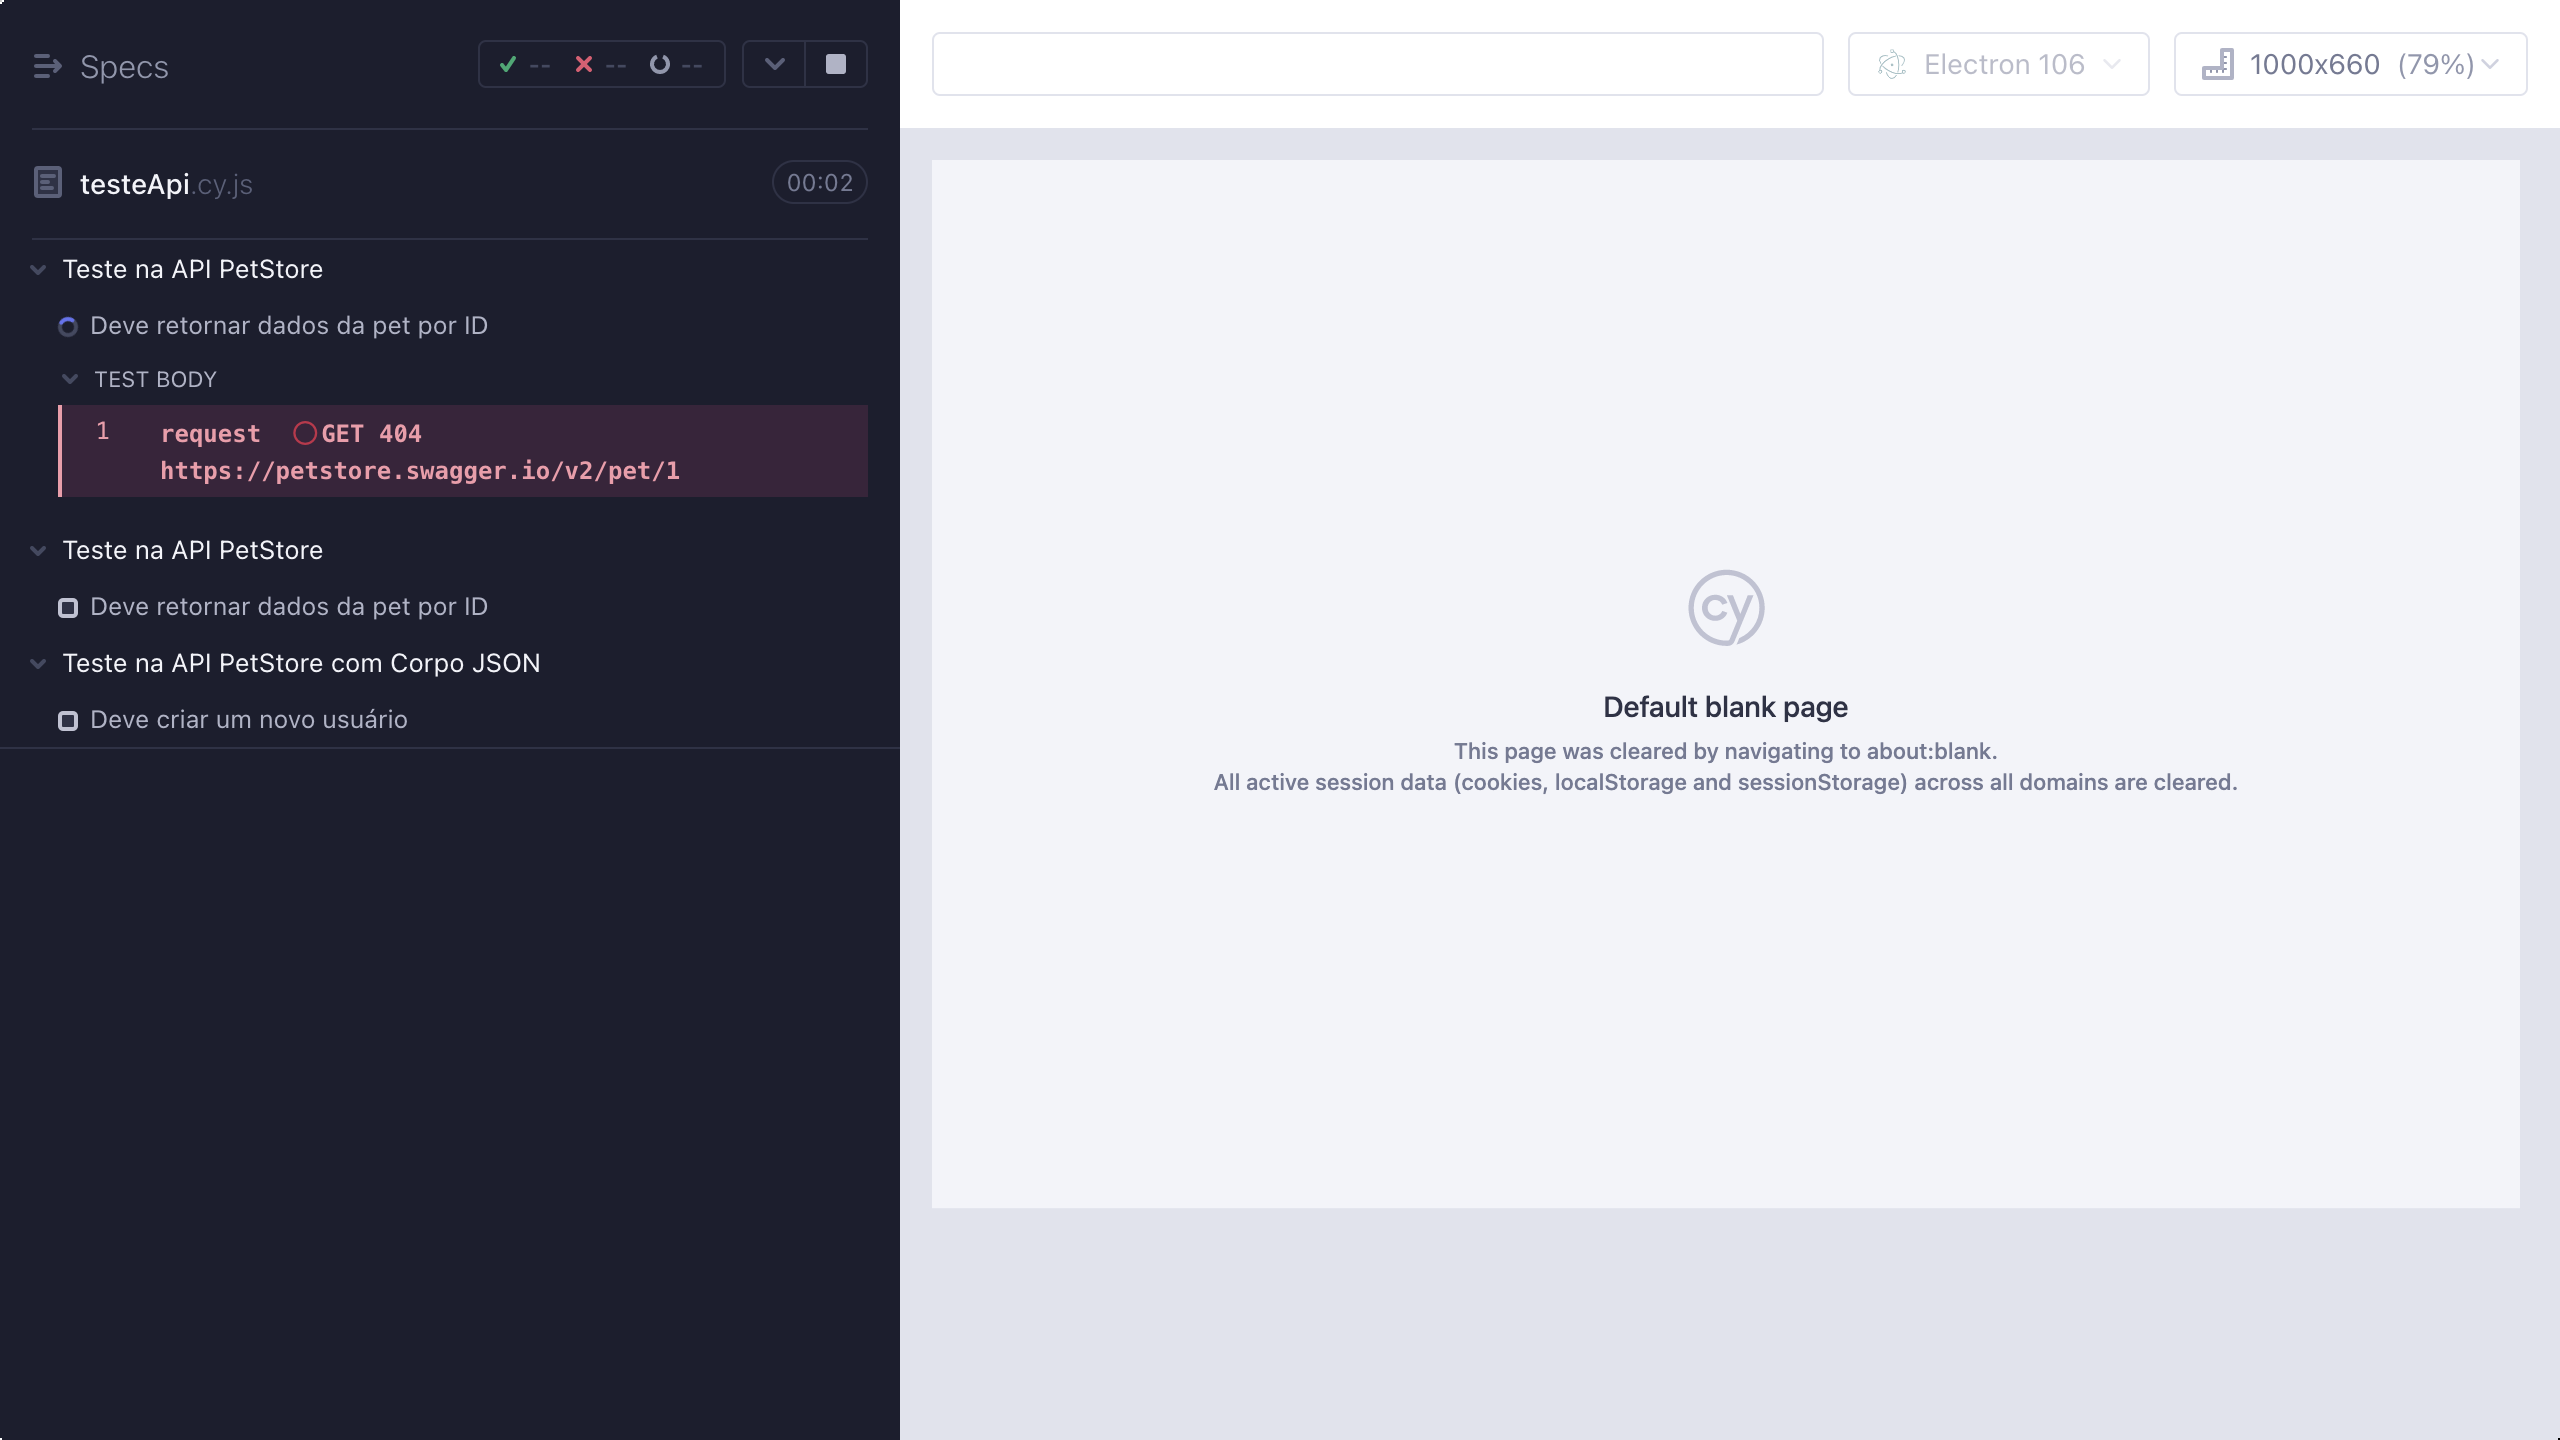 Specs
--
--
--
testeApi.cy.js
00:02
Teste na API PetStore
Deve retornar dados da pet por ID
TEST BODY
1 request GET 404
https://petstore.swagger.io/v2/pet/1
Teste na API PetStore
Deve retornar dados da pet por ID
Teste na API PetStore com Corpo JSON
Deve criar um novo usuário
Electron 106
1000x660 (79%)
cy
Default blank page
This page was cleared by navigating to about:blank.
All active session data (cookies, localStorage and sessionStorage) across all domains are cleared.